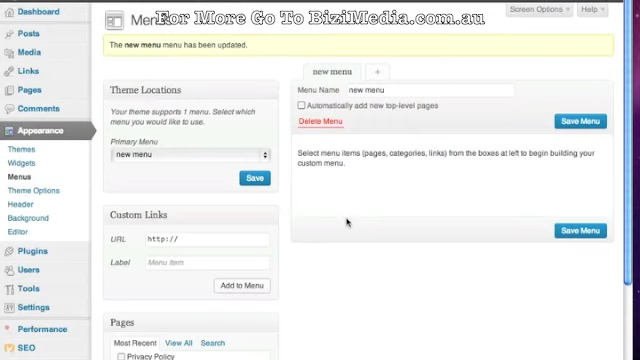 Dashboard
Posts
Media
Links
Pages
Comments
Appearance
Themes
Widgets
Menus
Theme Options
Header
Background
Editor
Plugins
Users
Tools
Settings
Performance
SEO
For More Go To BiziMedia.com.au
Screen Options
Help
The new menu menu has been updated.
Theme Locations
Your theme supports 1 menu. Select which
menu you would like to use.
Primary Menu
new menu
Save
Custom Links
URL http://
Label Menu Item
Add to Menu
Pages
Most Recent View All Search
Privacy Policy
new menu +
Menu Name new menu
Automatically add new top-level pages
Delete Menu
Save Menu
Select menu items (pages, categories, links) from the boxes at left to begin building your
custom menu.
Save Menu